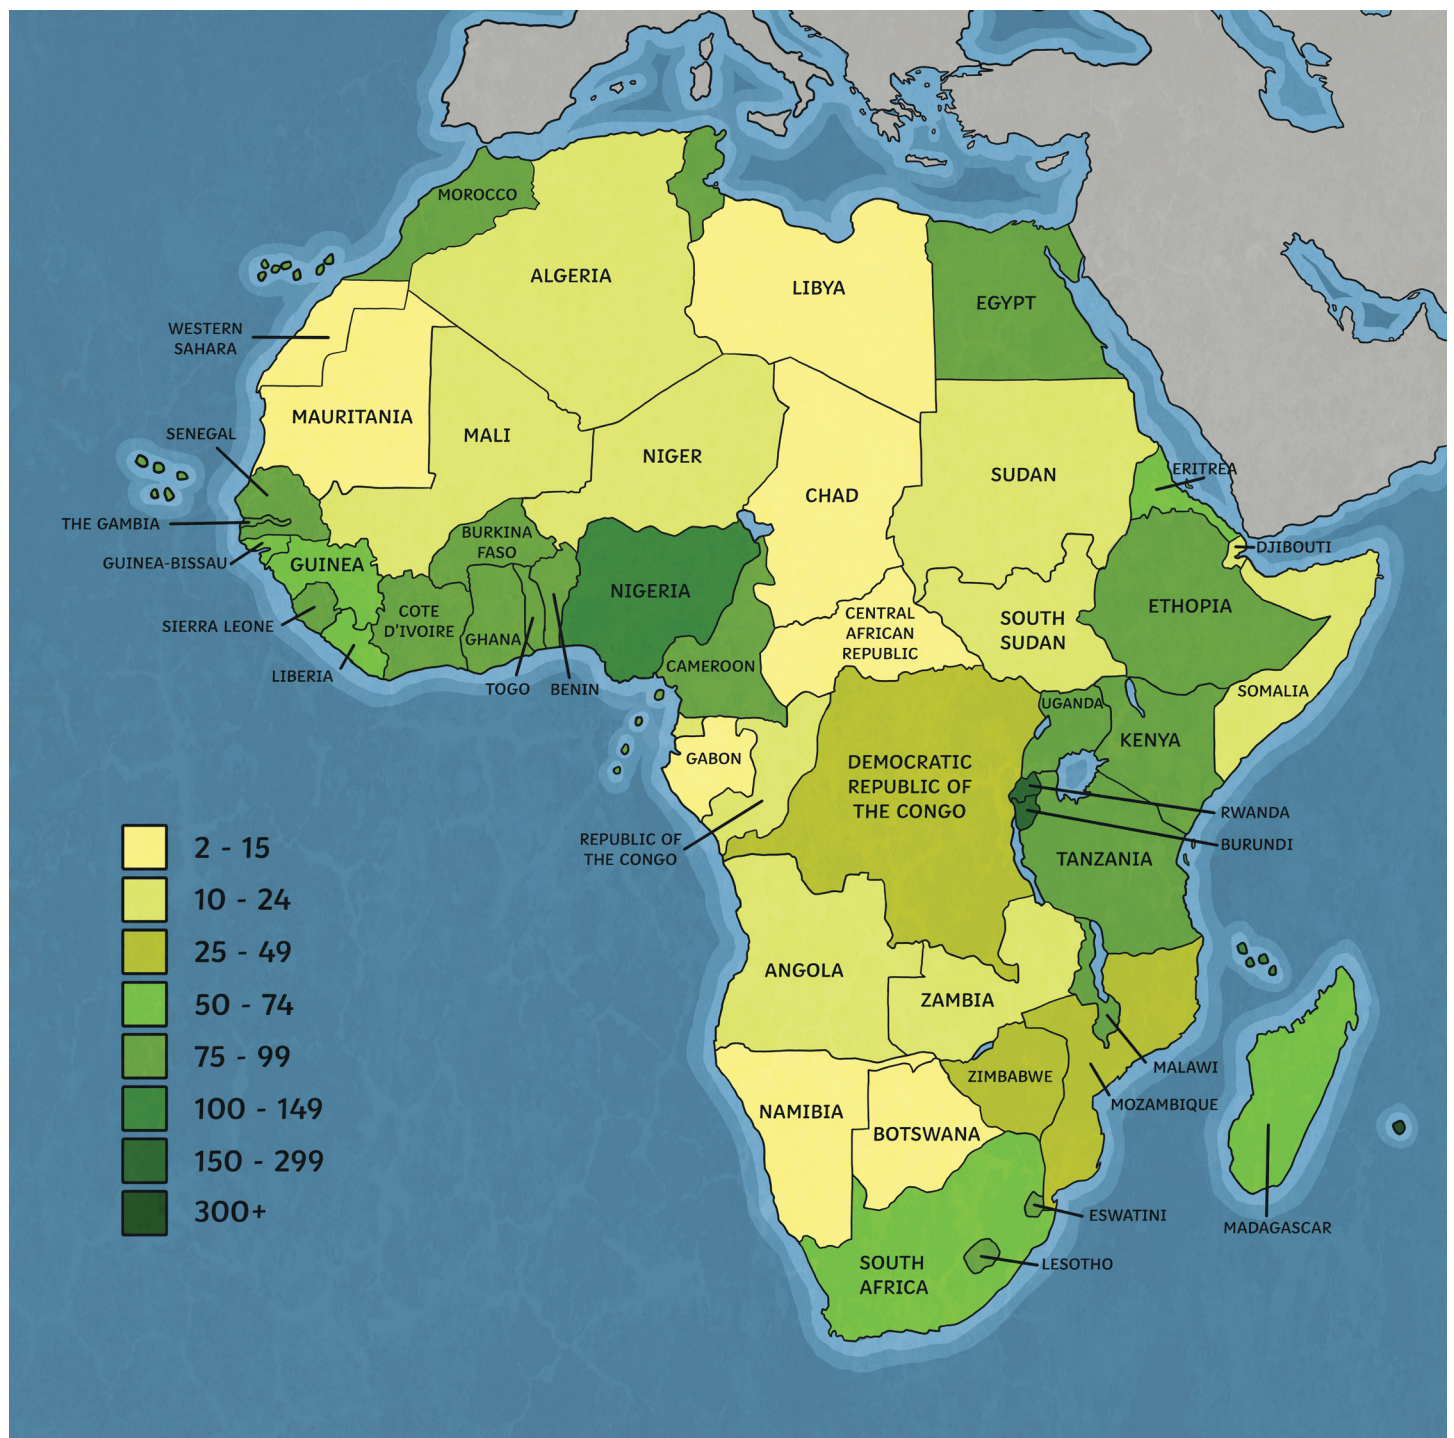 MOROCCO
ALGERIA
LIBYA
EGYPT
WESTERN
SAHARA
MAURITANIA
MALI
NIGER
CHAD
SUDAN
ERITREA
SENEGAL
THE GAMBIA
GUINEA-BISSAU
GUINEA
SIERRA LEONE
LIBERIA
COTE
D'IVOIRE
BURKINA
FASO
GHANA
TOGO
BENIN
NIGERIA
CAMEROON
CENTRAL
AFRICAN
REPUBLIC
SOUTH
SUDAN
ETHOPIA
DJIBOUTI
SOMALIA
UGANDA
KENYA
GABON
REPUBLIC OF
THE CONGO
DEMOCRATIC
REPUBLIC OF
THE CONGO
RWANDA
BURUNDI
TANZANIA
ANGOLA
ZAMBIA
MALAWI
MOZAMBIQUE
ZIMBABWE
NAMIBIA
BOTSWANA
ESWATINI
LESOTHO
SOUTH
AFRICA
MADAGASCAR
2 - 15
10 - 24
25 - 49
50 - 74
75 - 99
100 - 149
150 - 299
300+